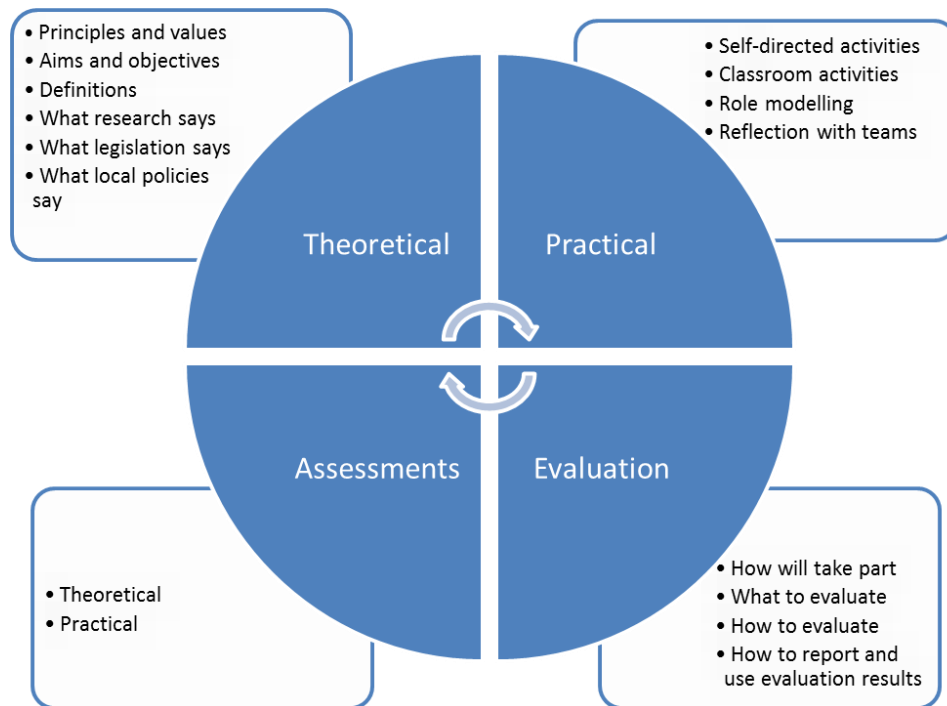 • Principles and values
• Aims and objectives
• Definitions
• What research says
• What legislation says
• What local policies
say
• Self-directed activities
• Classroom activities
• Role modelling
• Reflection with teams
Theoretical
Practical
Assessments
Evaluation
• Theoretical
• Practical
• How will take part
• What to evaluate
• How to evaluate
• How to report and
use evaluation results